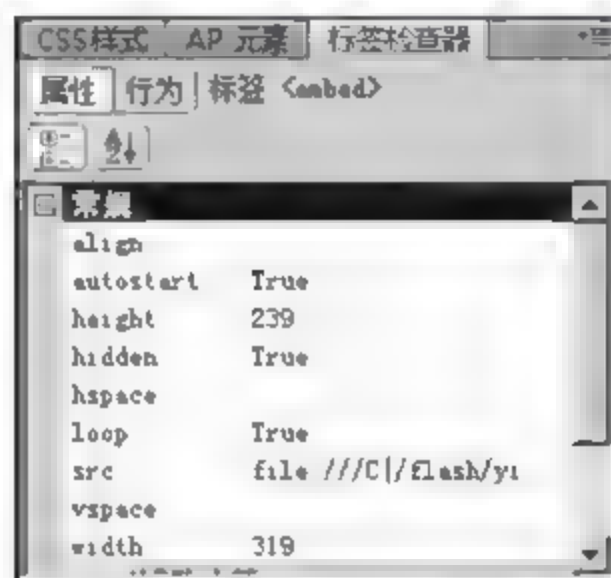 CSS样式 AP 元素 标签检查器
属性 行为 标签 <embed>
常规
align
autostart True
height 239
hidden True
hspace
loop True
src file:///C|/flash/yi
vspace
width 319